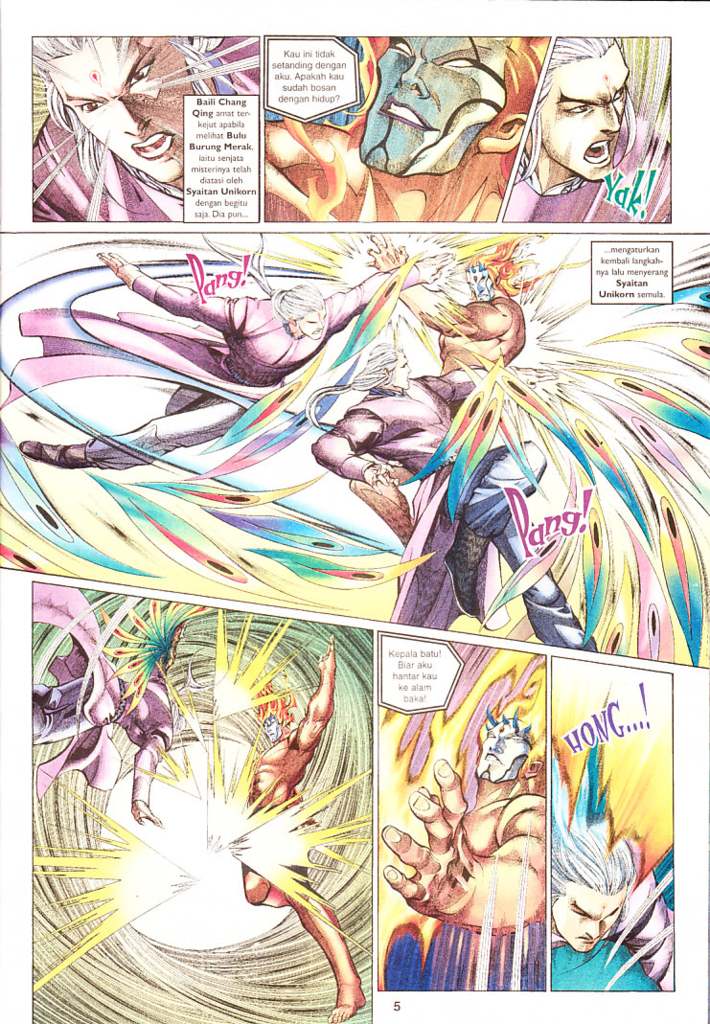 Baili Chang
Qing amat ter-
kejut apabila
melihat Bulu
Burung Merak,
iaitu senjata
misterinya telah
diatasi oleh
Syaitan Unikorn
dengan begitu
saja. Dia pun...
Kau ini tidak
setanding dengan
aku. Apakah kau
sudah bosan
dengan hidup?
Yak!
Pang!
...mengaturkan
kembali langkah-
nya lalu menyerang
Syaitan
Unikorn semula.
Pang!
Kepala batu!
Biar aku
hantar kau
ke alam
baka!
HONG....!
5